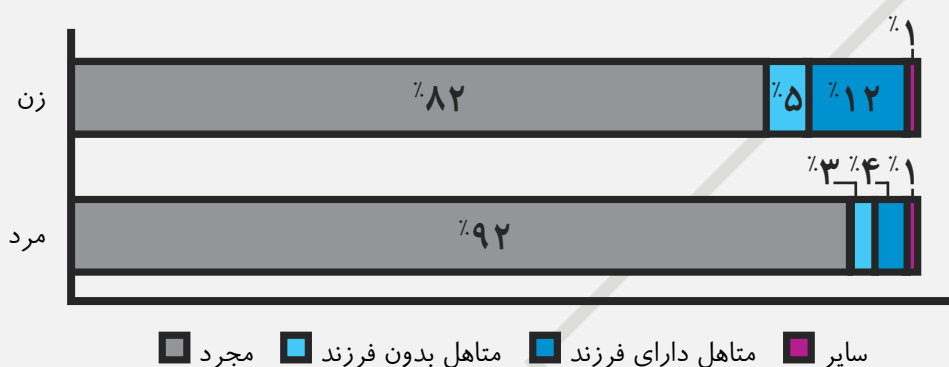 ٪۱
زن ٪۸۲ ٪۵ ٪۱۲
٪۳ ٪۴ ٪۱
مرد ٪۹۲
مجرد متاهل بدون فرزند متاهل دارای فرزند سایر